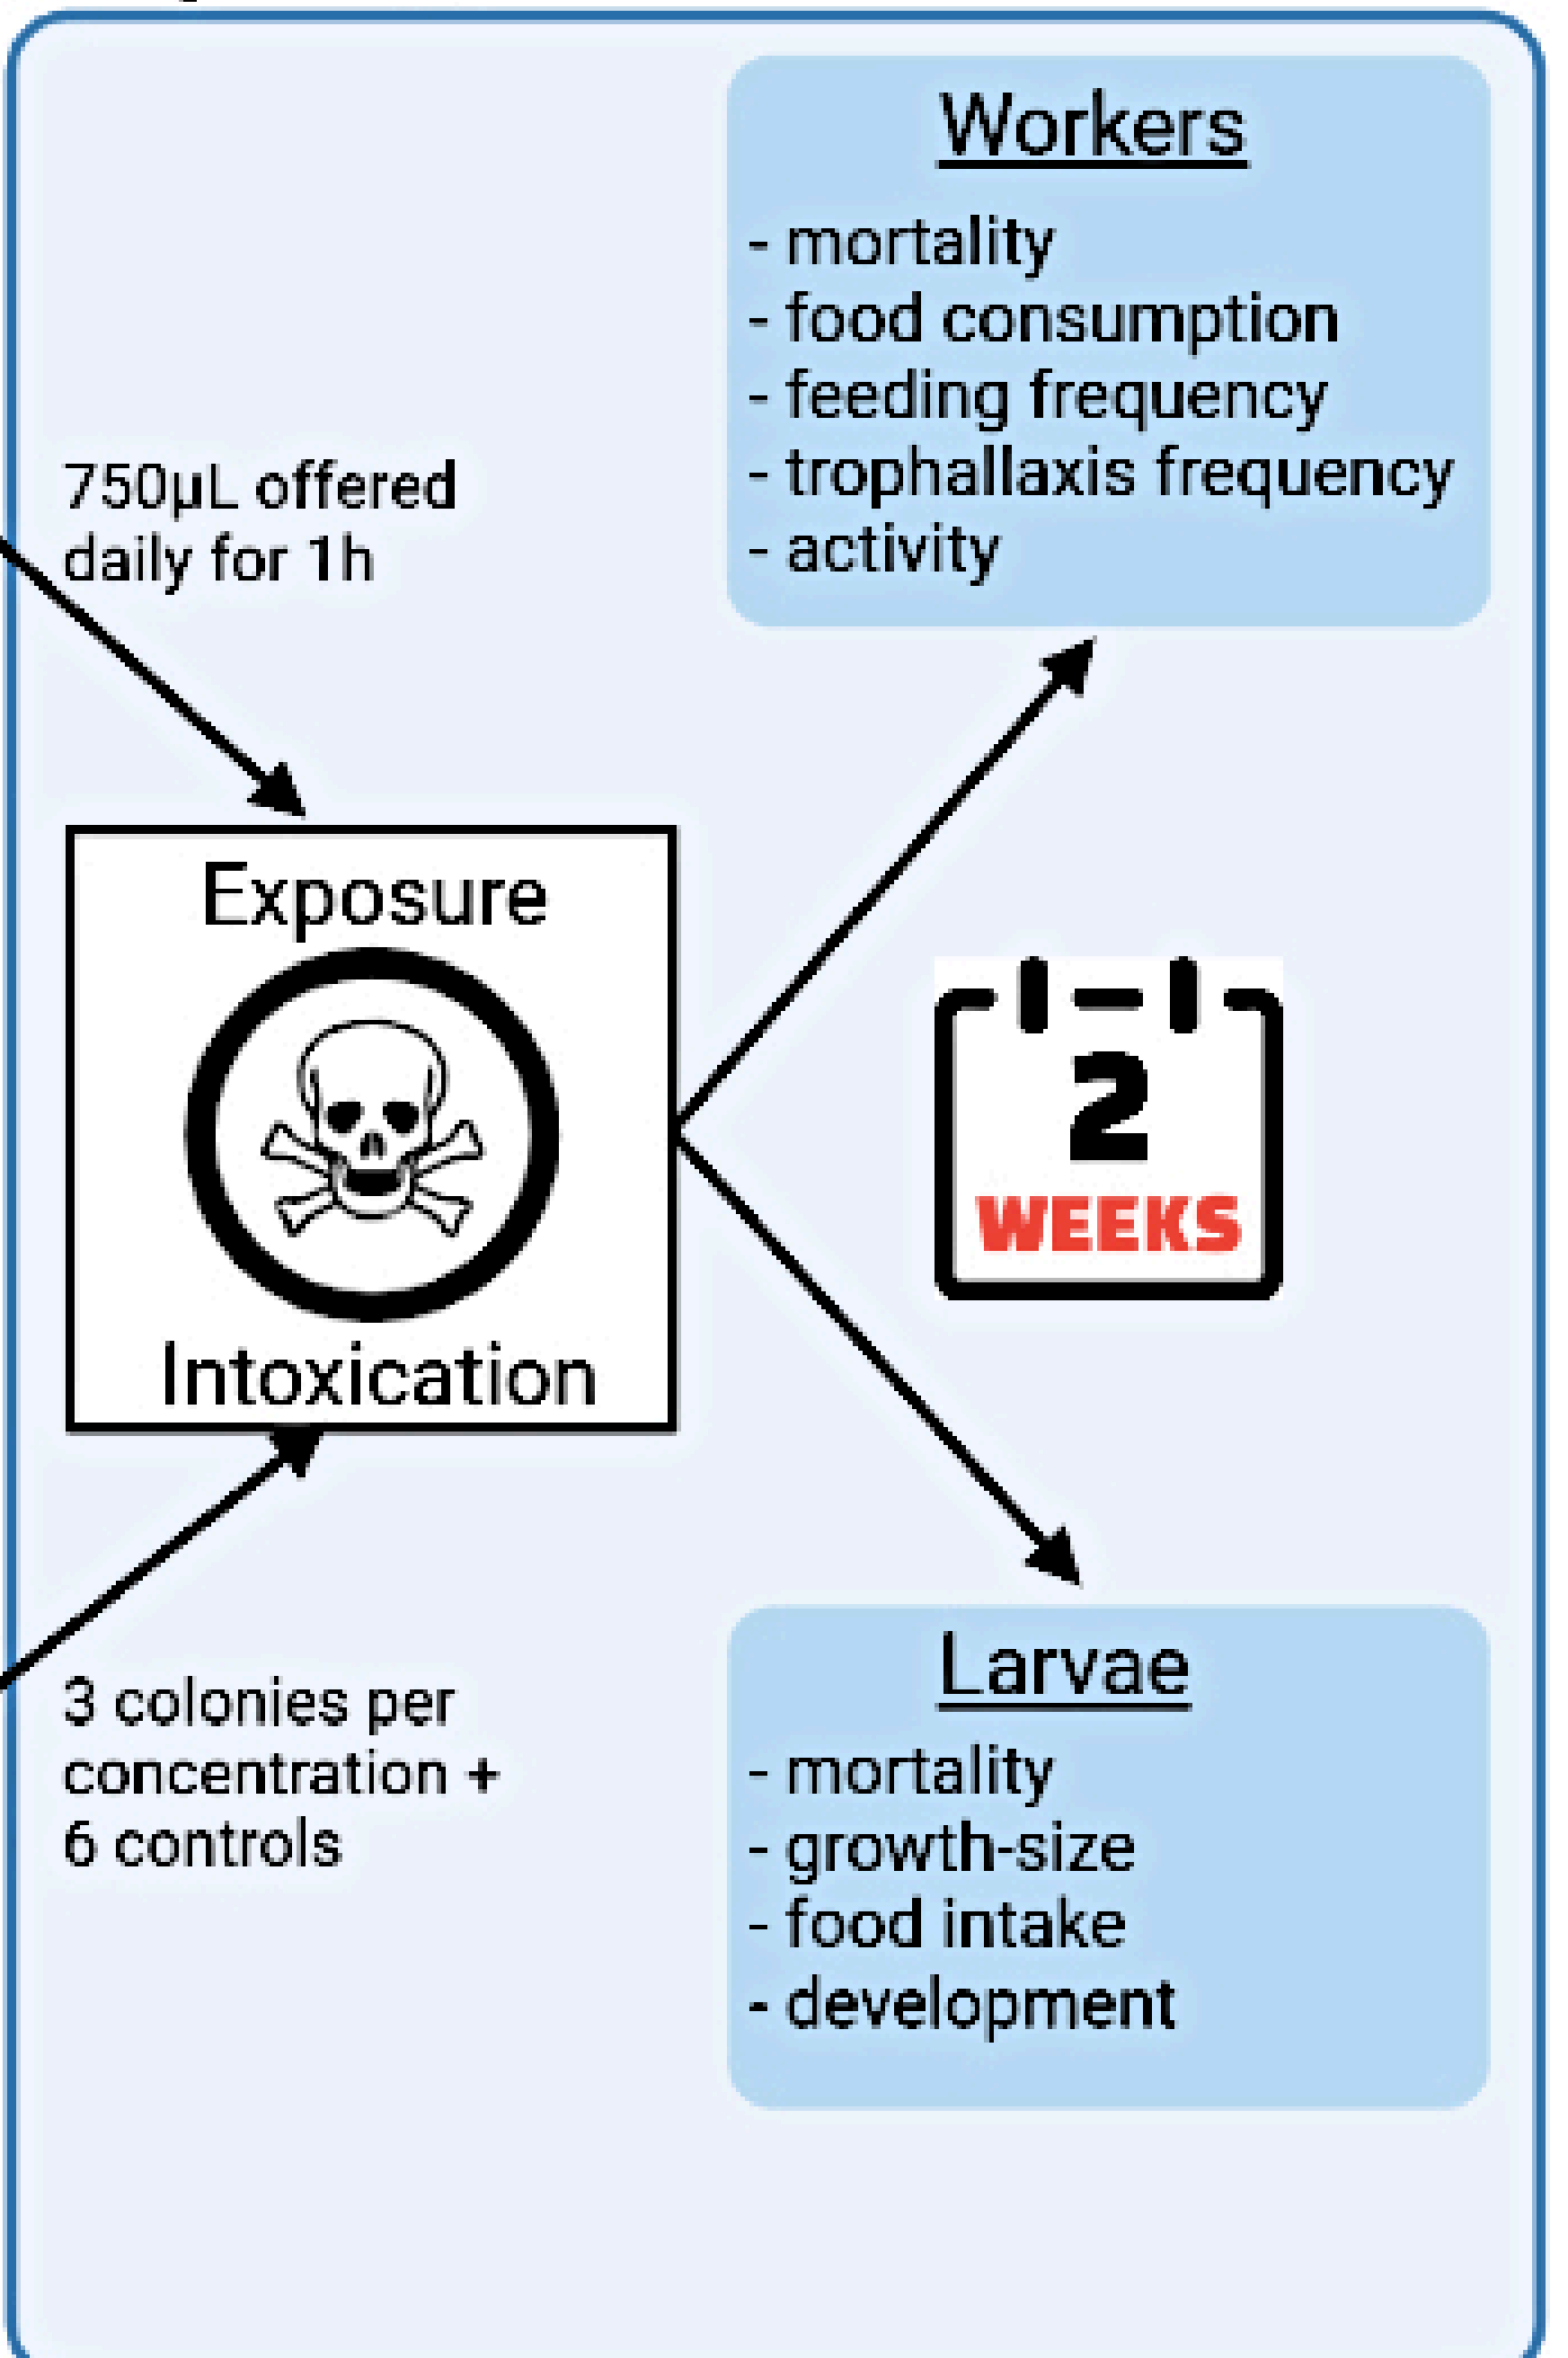 750µL offered
daily for 1h
Exposure
Intoxication
3 colonies per
concentration +
6 controls
Workers
- mortality
- food consumption
- feeding frequency
- trophallaxis frequency
- activity
2
WEEKS
Larvae
- mortality
- growth-size
- food intake
- development